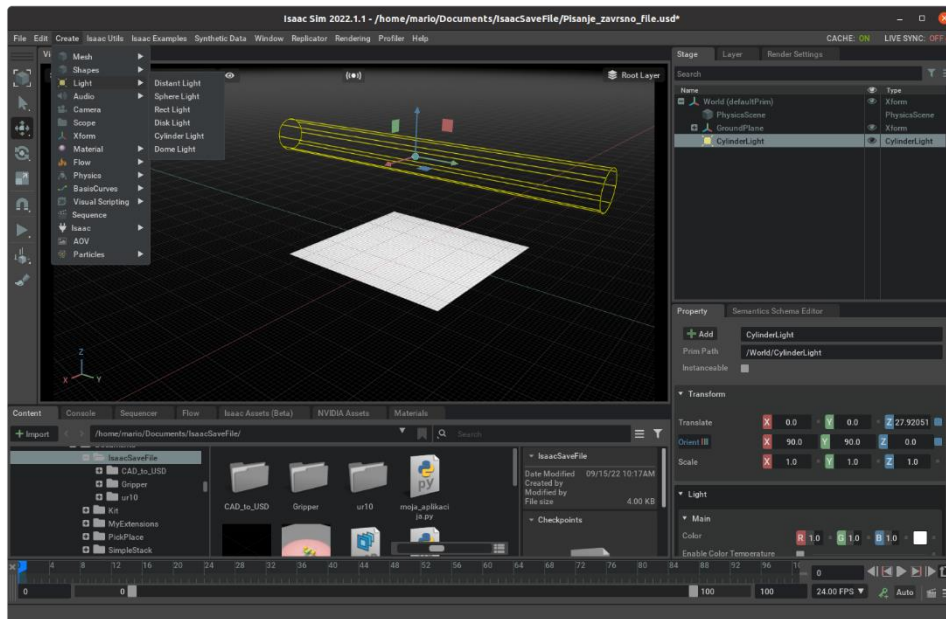 Isaac Sim 2022.1.1 - /home/mario/Documents/IsaacSaveFile/Pisanje_zavrsno_file.usd*
File Edit Create Isaac Utils Isaac Examples Synthetic Data Window Replicator Rendering Profiler Help
CACHE: ON LIVE SYNC: OFF
Mesh
Shapes
Light
Audio
Camera
Scope
Xform
Material
Flow
Physics
BasisCurves
Visual Scripting
Sequence
Isaac
AOV
Particles
Distant Light
Sphere Light
Rect Light
Disk Light
Cylinder Light
Dome Light
Root Layer
Z
X Y
Stage Layer Render Settings
Search
Name Type
World (defaultPrim) Xform
PhysicsScene PhysicsScene
GroundPlane Xform
CylinderLight CylinderLight
Property Semantics Schema Editor
Add CylinderLight
Prim Path /World/CylinderLight
Instanceable
Transform
Translate X 0.0 Y 0.0 Z 27.92051
Orient X 90.0 Y 90.0 Z 0.0
Scale X 1.0 Y 1.0 Z 1.0
Light
Main
Color R 1.0 G 1.0 B 1.0
Enable Color Temperature
Content Console Sequencer Flow Isaac Assets (Beta) NVIDIA Assets Materials
Import /home/mario/Documents/IsaacSaveFile/ Search
IsaacSaveFile
CAD_to_USD
Gripper
ur10
Kit
MyExtensions
PickPlace
SimpleStack
CAD_to_USD Gripper ur10 moja_aplikaci
ja.py
IsaacSaveFile
Date Modified 09/15/22 10:17AM
Created by
Modified by
File size 4.00 KB
Checkpoints
4 8 12 16 20 24 28 32 36 40 44 48 52 56 60 64 68 72 76 80 84 88 92 96
0
0 0 100 100 24.00 FPS Auto